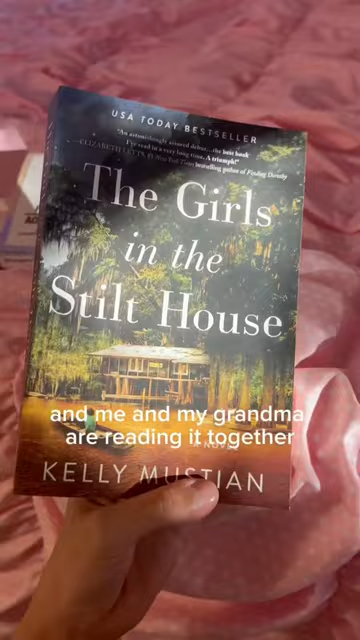 USA TODAY BESTSELLER
"An astonishingly assured debut...the best book
I've read in a very long time. A triumph!"
—ELIZABETH LETTS, #1 New York Times bestselling author of Finding Dorothy
The Girls
in the
Stilt House
and me and my grandma
are reading it together
A NOVEL
KELLY MUSTIAN